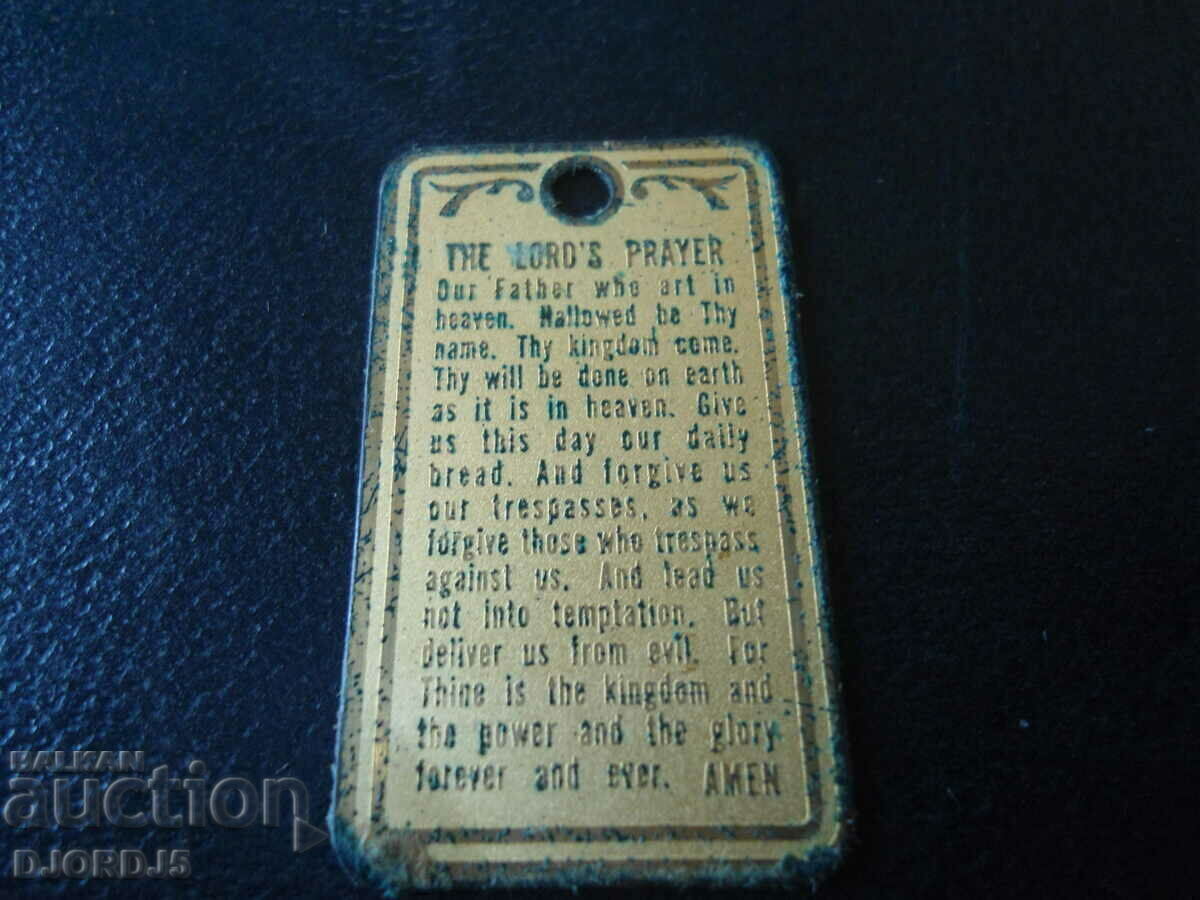 THE LORD'S PRAYER
Our Father who art in
heaven. Hallowed be Thy
name. Thy kingdom come.
Thy will be done on earth
as it is in heaven. Give
us this day our daily
bread. And forgive us
our trespasses, as we
forgive those who trespass
against us. And lead us
not into temptation. But
deliver us from evil. For
Thine is the kingdom and
the power and the glory
forever and ever. AMEN
BALKAN
auction
DJORDJ5